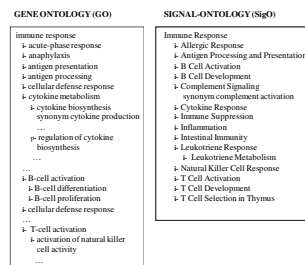 GENE ONTOLOGY (GO)
immune response
i- acute-phase response
i- anaphylaxis
i- antigen presentation
i- antigen processing
i- cellular defense response
i- cytokine metabolism
i- cytokine biosynthesis
synonym cytokine production
…
p- regulation of cytokine
biosynthesis
…
…
i- B-cell activation
i- B-cell differentiation
i- B-cell proliferation
i- cellular defense response
…
i- T-cell activation
i- activation of natural killer
cell activity
…
SIGNAL-ONTOLOGY (SigO)
Immune Response
i- Allergic Response
i- Antigen Processing and Presentation
i- B Cell Activation
i- B Cell Development
i- Complement Signaling
synonym complement activation
i- Cytokine Response
i- Immune Suppression
i- Inflammation
i- Intestinal Immunity
i- Leukotriene Response
i- Leukotriene Metabolism
i- Natural Killer Cell Response
i- T Cell Activation
i- T Cell Development
i- T Cell Selection in Thymus